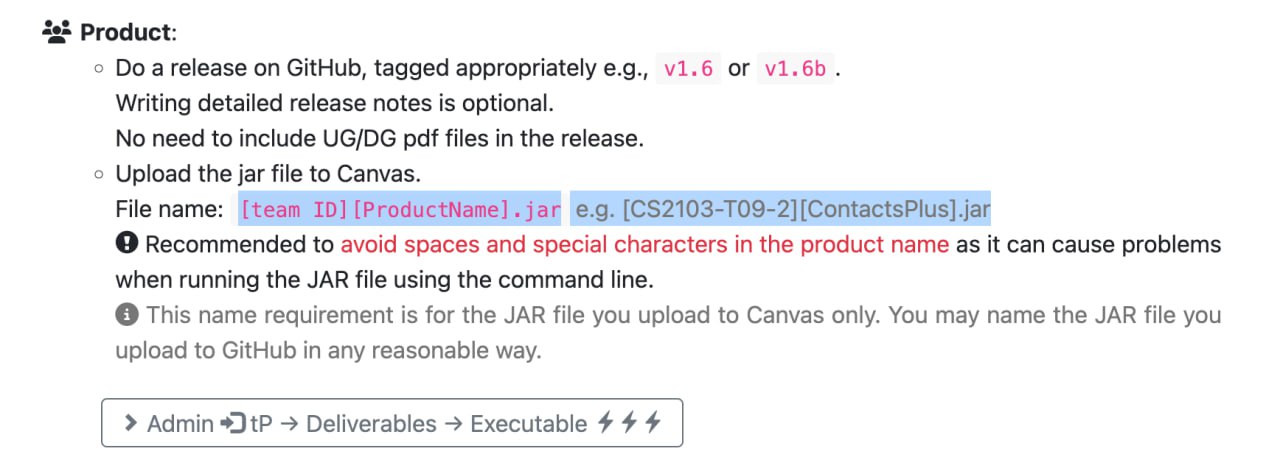 Product:
Do a release on GitHub, tagged appropriately e.g., v1.6 or v1.6b .
Writing detailed release notes is optional.
No need to include UG/DG pdf files in the release.
Upload the jar file to Canvas.
File name: [team ID][ProductName].jar e.g. [CS2103-T09-2][ContactsPlus].jar
Recommended to avoid spaces and special characters in the product name as it can cause problems
when running the JAR file using the command line.
This name requirement is for the JAR file you upload to Canvas only. You may name the JAR file you
upload to GitHub in any reasonable way.
Admin tP → Deliverables → Executable